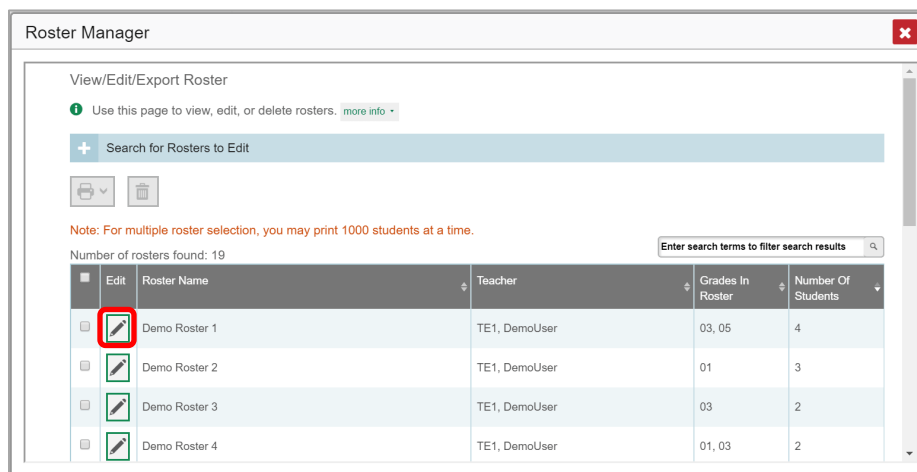 Roster Manager
View/Edit/Export Roster
Use this page to view, edit, or delete rosters. more info
Search for Rosters to Edit
Note: For multiple roster selection, you may print 1000 students at a time.
Number of rosters found: 19
Enter search terms to filter search results
Edit Roster Name Teacher Grades In Roster Number Of Students
Demo Roster 1 TE1, DemoUser 03, 05 4
Demo Roster 2 TE1, DemoUser 01 3
Demo Roster 3 TE1, DemoUser 03 2
Demo Roster 4 TE1, DemoUser 01, 03 2